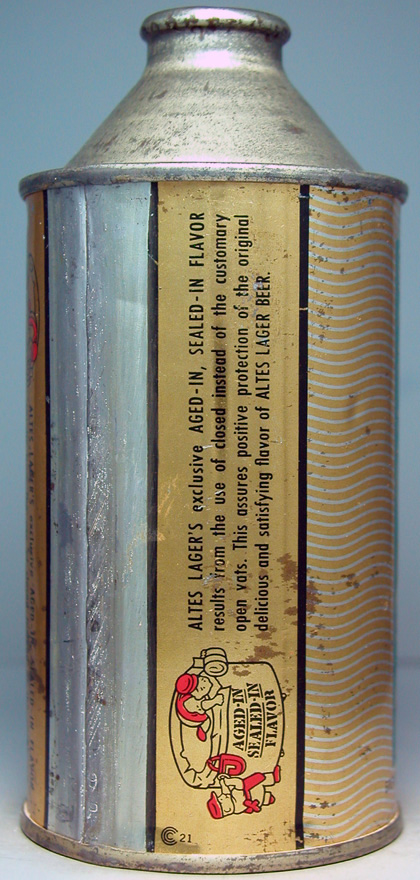 ALTES LAGER'S exclusive AGED-IN, SEALED-IN FLAVOR
results from the use of closed instead of the customary
open vats. This assures positive protection of the original
delicious and satisfying flavor of ALTES LAGER BEER.
AGED-IN
SEALED-IN
FLAVOR
21